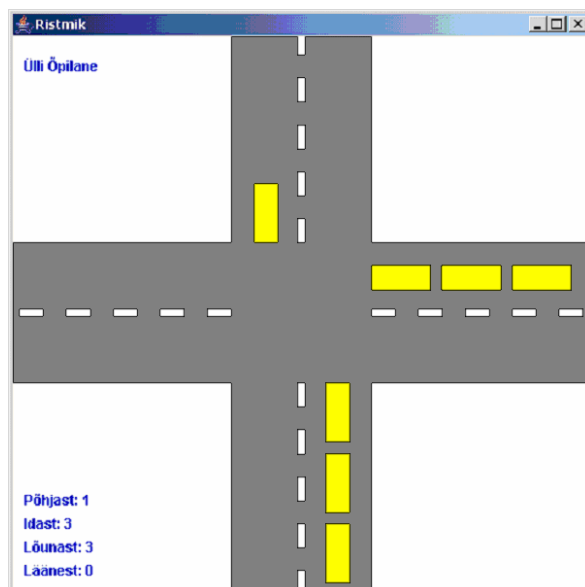 Ristmik
Ülli Õpilane
Põhjast: 1
Idast: 3
Lõunast: 3
Läänest: 0